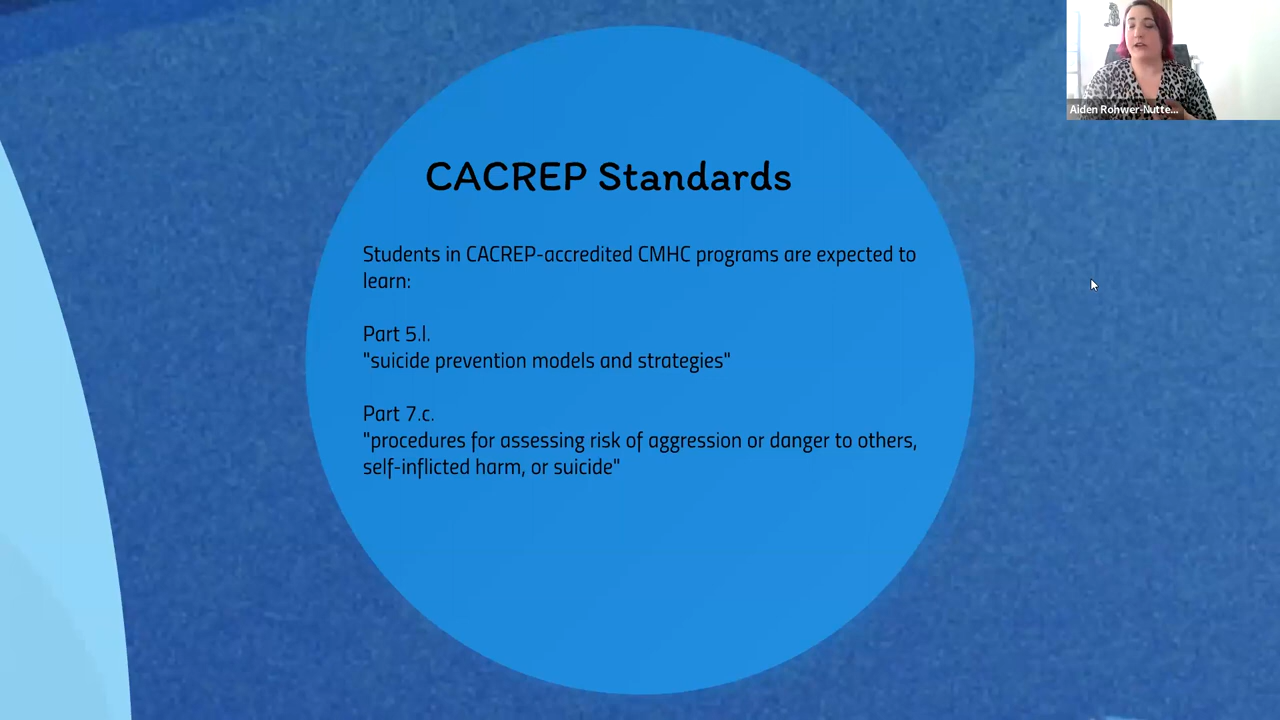 Aiden Rohwer-Nutte...
CACREP Standards
Students in CACREP-accredited CMHC programs are expected to
learn:
Part 5.l.
"suicide prevention models and strategies"
Part 7.c.
"procedures for assessing risk of aggression or danger to others,
self-inflicted harm, or suicide"